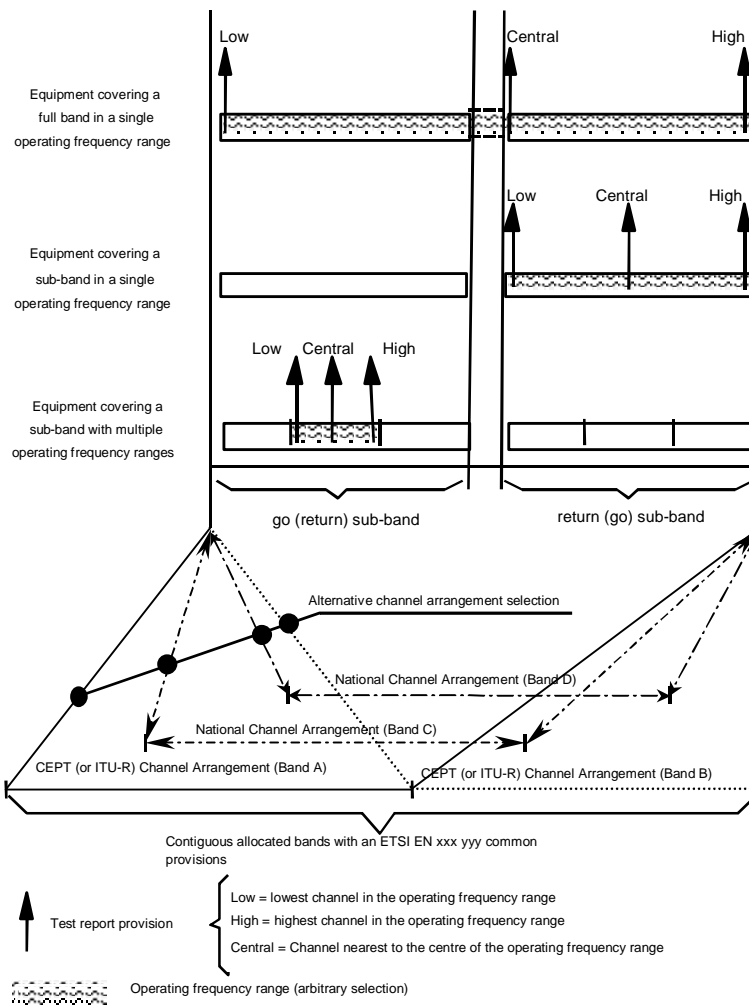 Low
Central
High
Equipment covering a
full band in a single
operating frequency range
Low
Central
High
Equipment covering a
sub-band in a single
operating frequency range
Low
Central
High
Equipment covering a
sub-band with multiple
operating frequency ranges
go (return) sub-band
return (go) sub-band
Alternative channel arrangement selection
National Channel Arrangement (Band D)
National Channel Arrangement (Band C)
CEPT (or ITU-R) Channel Arrangement (Band A)
CEPT (or ITU-R) Channel Arrangement (Band B)
Contiguous allocated bands with an ETSI EN xxx yyy common
provisions
Test report provision
Low = lowest channel in the operating frequency range
High = highest channel in the operating frequency range
Central = Channel nearest to the centre of the operating frequency range
Operating frequency range (arbitrary selection)